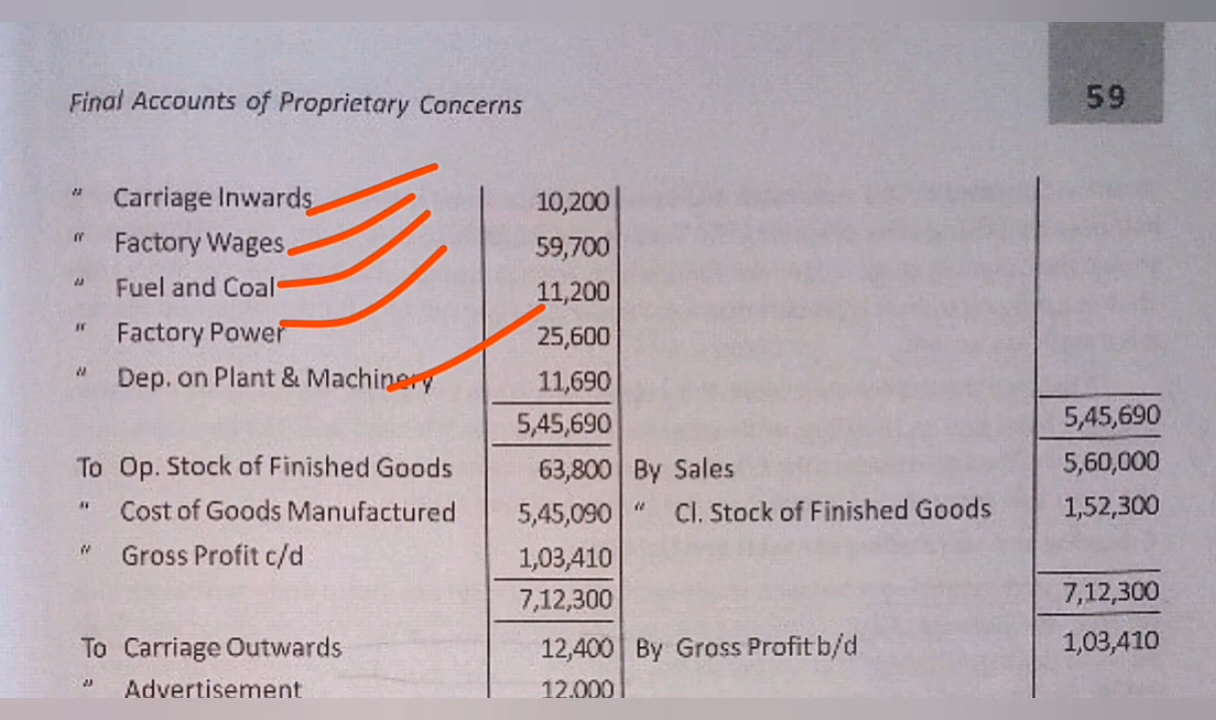 Final Accounts of Proprietary Concerns 59
" Carriage Inwards 10,200
" Factory Wages 59,700
" Fuel and Coal 11,200
" Factory Power 25,600
" Dep. on Plant & Machinery 11,690
5,45,690 5,45,690
To Op. Stock of Finished Goods 63,800 By Sales 5,60,000
" Cost of Goods Manufactured 5,45,090 " Cl. Stock of Finished Goods 1,52,300
" Gross Profit c/d 1,03,410
7,12,300 7,12,300
To Carriage Outwards 12,400 By Gross Profit b/d 1,03,410
" Advertisement 12,000